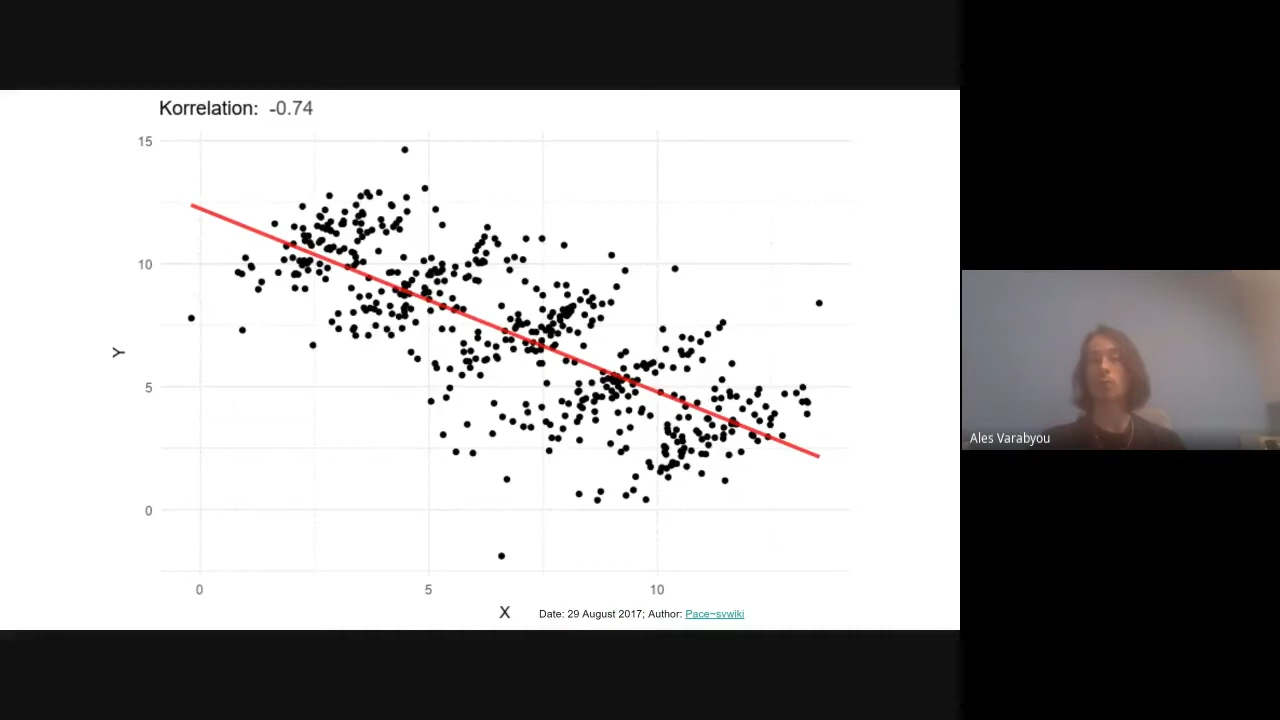 Korrelation: -0.74
15
10
5
0
Y
0 5 10
X
Date: 29 August 2017; Author: Pace~svwiki
Ales Varabyou